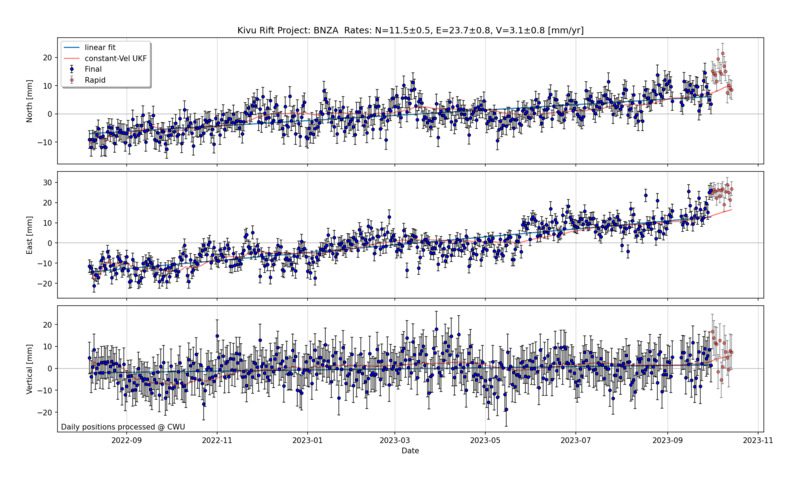 Kivu Rift Project: BNZA  Rates: N=11.5±0.5, E=23.7±0.8, V=3.1±0.8 [mm/yr]
linear fit
constant-Vel UKF
Final
Rapid
North [mm]
20
10
0
−10
East [mm]
30
20
10
0
−10
−20
Vertical [mm]
20
10
0
−10
−20
Daily positions processed @ CWU
2022-09
2022-11
2023-01
2023-03
2023-05
2023-07
2023-09
2023-11
Date